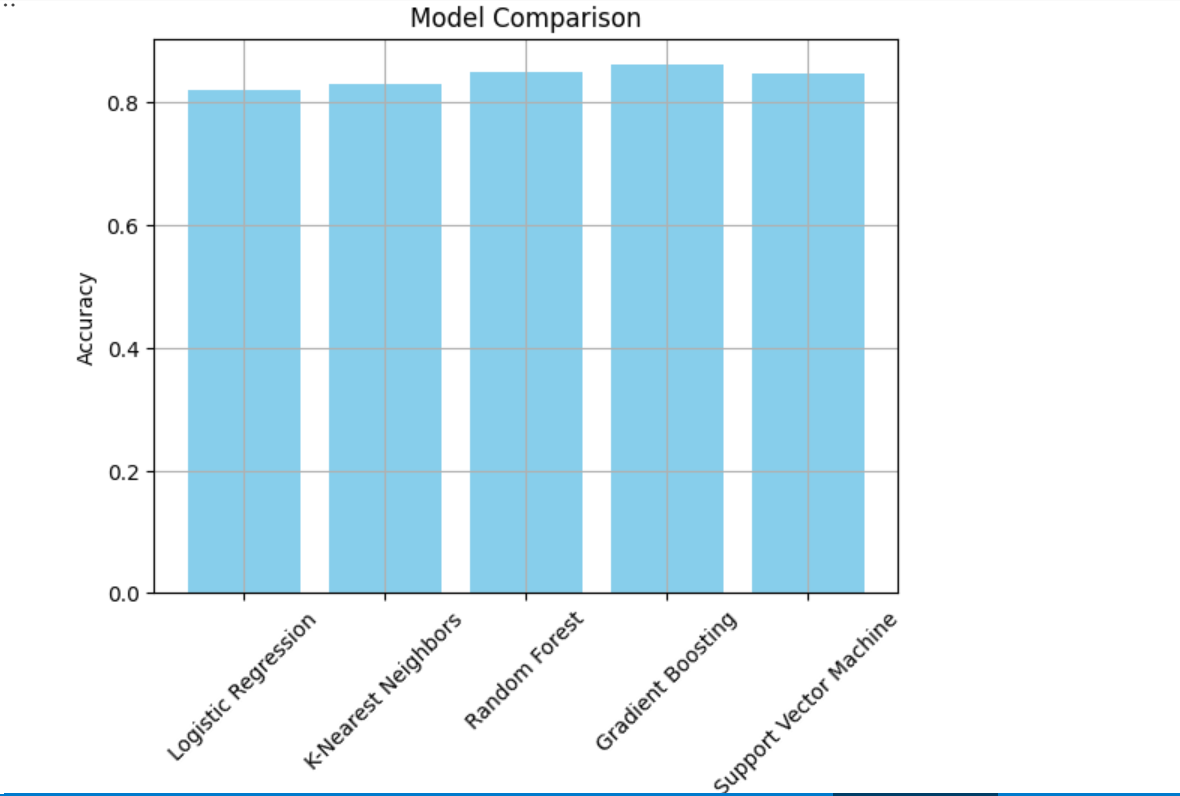 Model Comparison
0.8
0.6
0.4
0.2
0.0
Accuracy
Logistic Regression
K-Nearest Neighbors
Random Forest
Gradient Boosting
Support Vector Machine